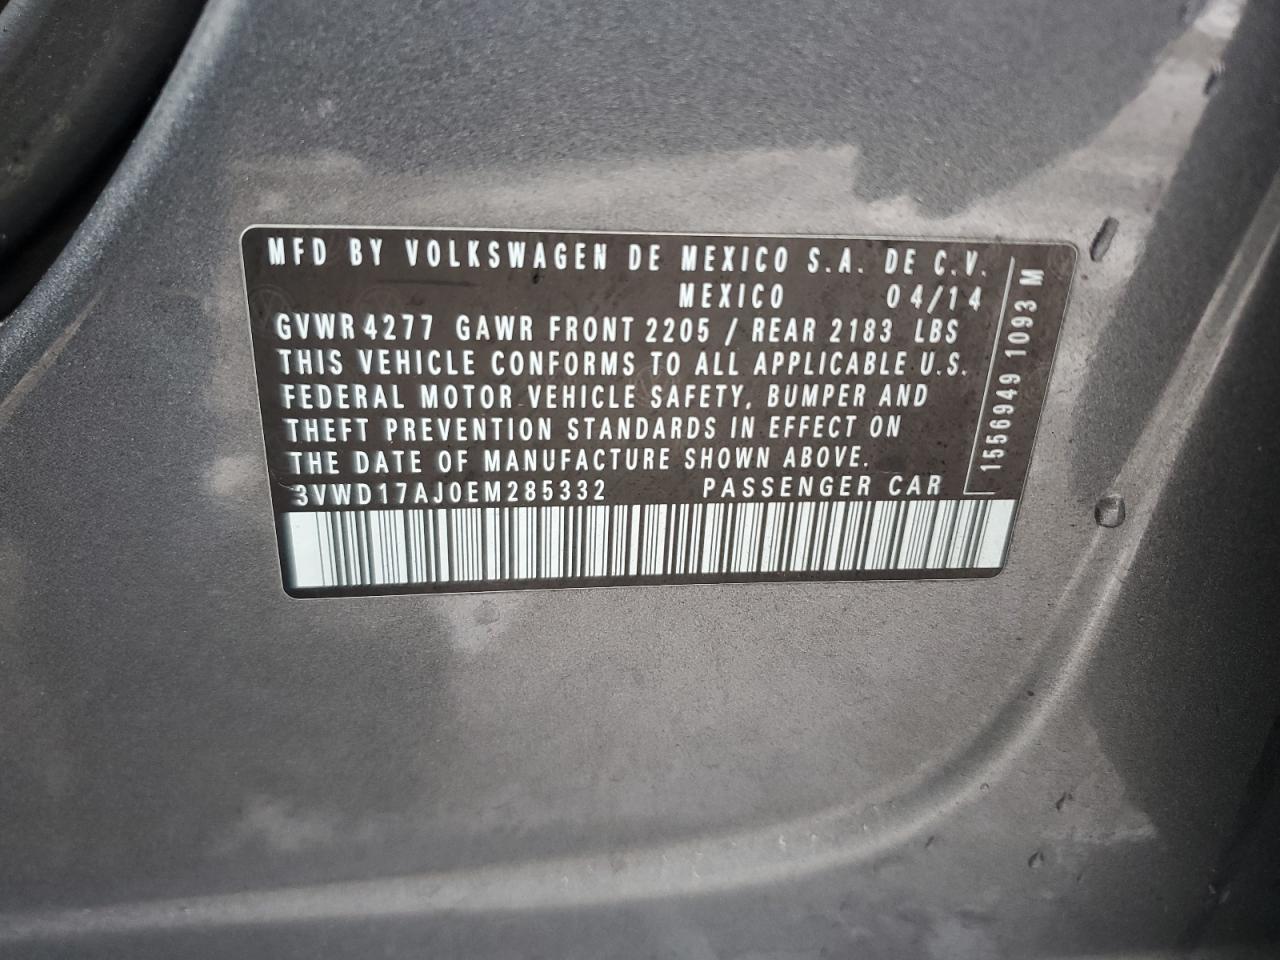 MFD BY VOLKSWAGEN DE MEXICO S.A. DE C.V.
MEXICO 04/14
GVWR 4277 GAWR FRONT 2205 / REAR 2183 LBS
THIS VEHICLE CONFORMS TO ALL APPLICABLE U.S.
FEDERAL MOTOR VEHICLE SAFETY, BUMPER AND
THEFT PREVENTION STANDARDS IN EFFECT ON
THE DATE OF MANUFACTURE SHOWN ABOVE.
3VWD17AJ0EM285332 PASSENGER CAR
1556949 1093 M